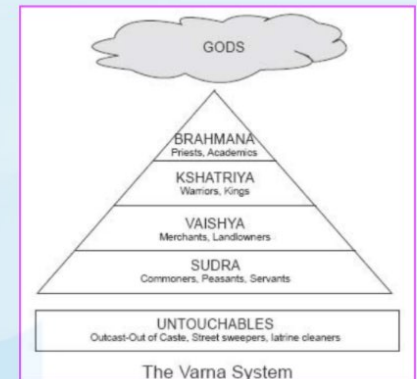 GODS
BRAHMANA
Priests, Academics
KSHATRIYA
Warriors, Kings
VAISHYA
Merchants, Landlowners
SUDRA
Commoners, Peasants, Servants
UNTOUCHABLES
Outcast-Out of Caste, Street sweepers, latrine cleaners
The Varna System